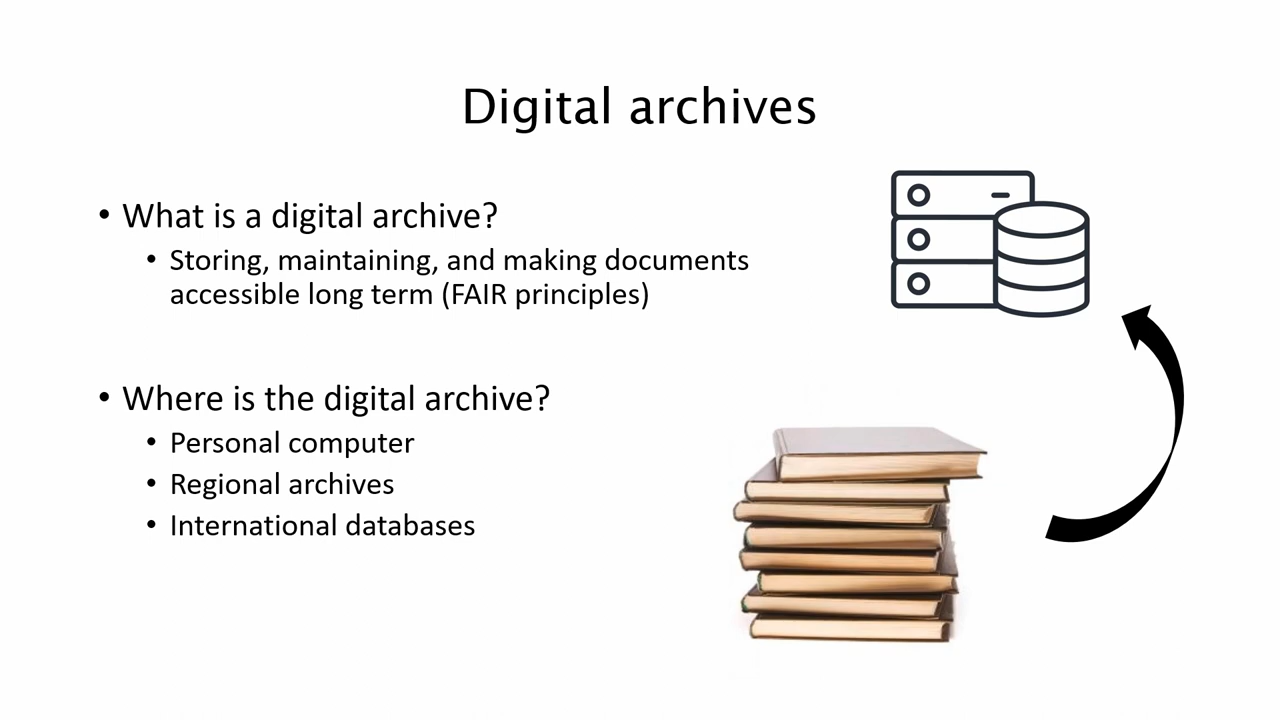 Digital archives
• What is a digital archive?
• Storing, maintaining, and making documents
accessible long term (FAIR principles)
• Where is the digital archive?
• Personal computer
• Regional archives
• International databases